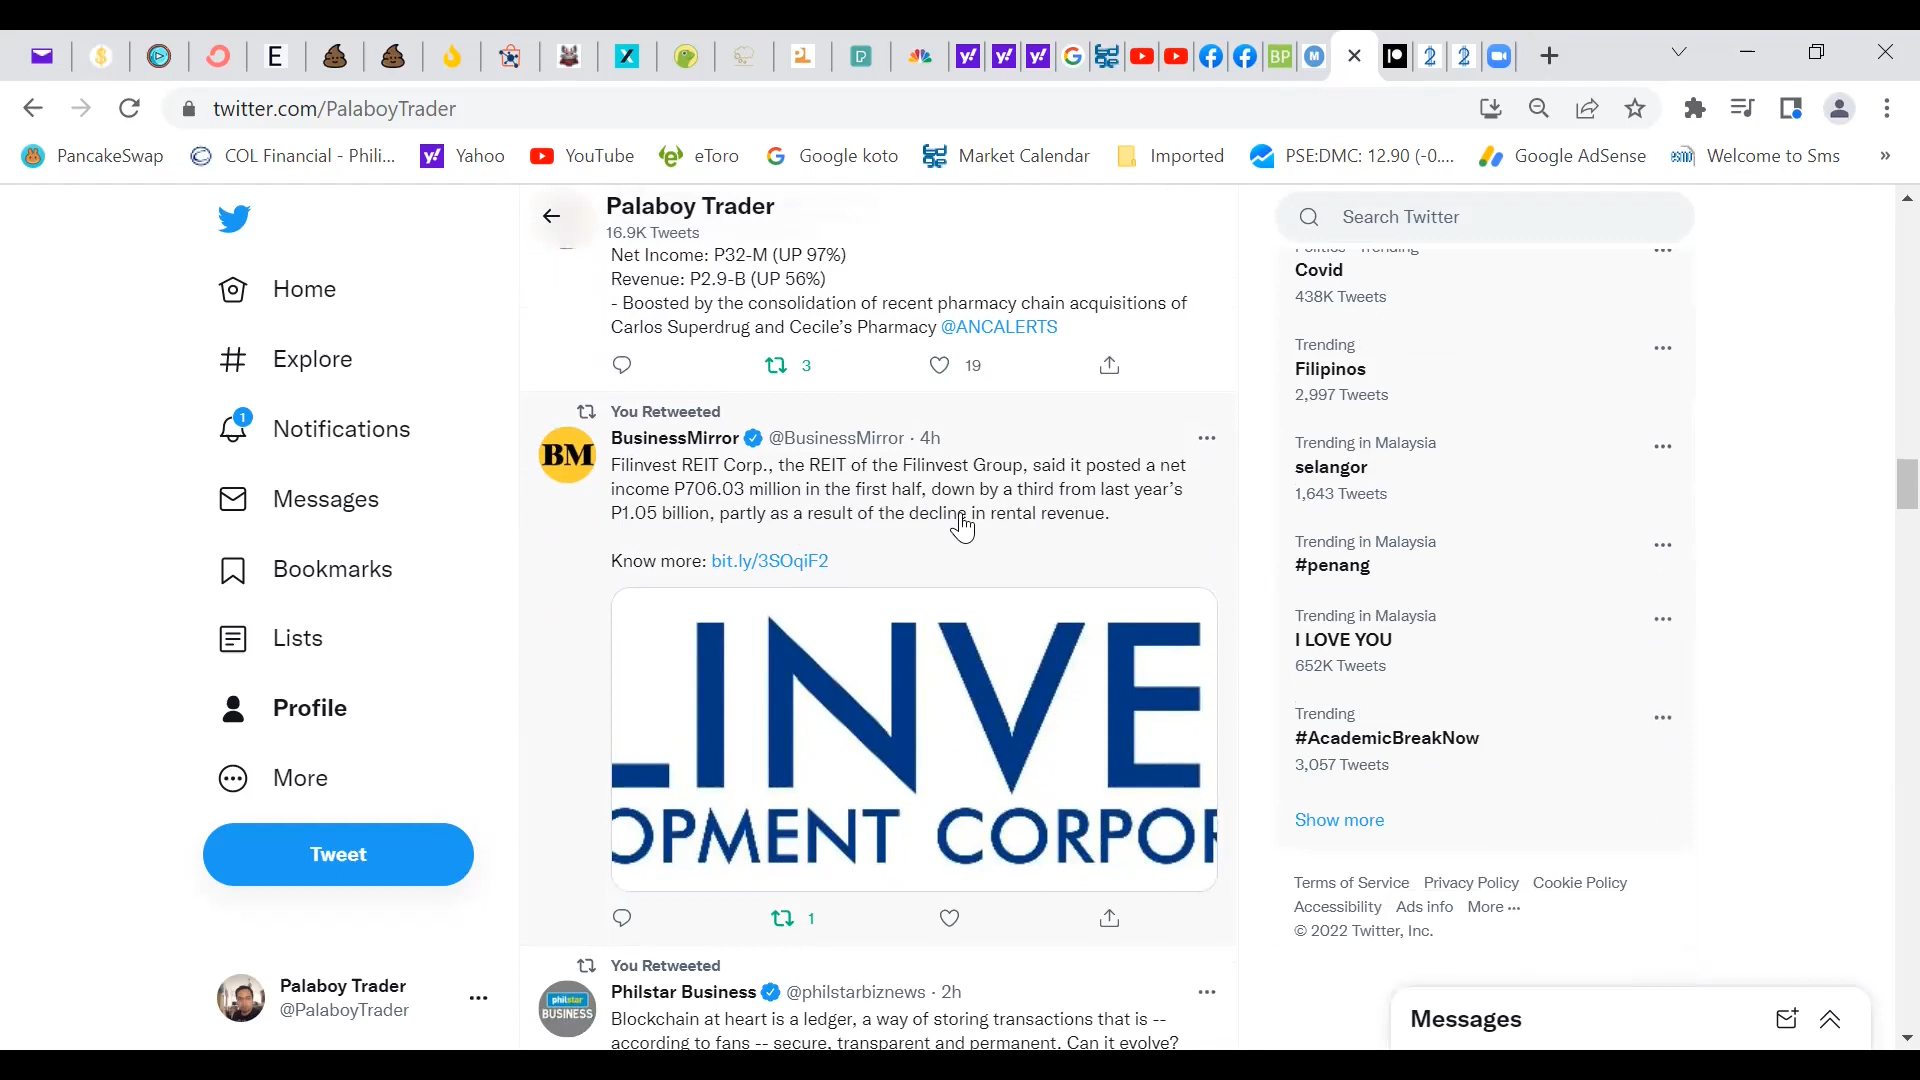 twitter.com/PalaboyTrader
PancakeSwap
COL Financial - Phili...
Yahoo
YouTube
eToro
Google koto
Market Calendar
Imported
PSE:DMC: 12.90 (-0....
Google AdSense
Welcome to Sms
»
Home
Explore
1
Notifications
Messages
Bookmarks
Lists
Profile
More
Tweet
Palaboy Trader
@PalaboyTrader
Palaboy Trader
16.9K Tweets
Net Income: P32-M (UP 97%)
Revenue: P2.9-B (UP 56%)
- Boosted by the consolidation of recent pharmacy chain acquisitions of
Carlos Superdrug and Cecile's Pharmacy @ANCALERTS
3
19
You Retweeted
BM
BusinessMirror @BusinessMirror · 4h
Filinvest REIT Corp., the REIT of the Filinvest Group, said it posted a net
income P706.03 million in the first half, down by a third from last year's
P1.05 billion, partly as a result of the decline in rental revenue.
Know more: bit.ly/3SOqiF2
LINVE
OPMENT CORPOR
1
You Retweeted
philstar
BUSINESS
Philstar Business @philstarbiznews · 2h
Blockchain at heart is a ledger, a way of storing transactions that is --
according to fans -- secure, transparent and permanent. Can it evolve?
Search Twitter
Politics · Trending
Covid
438K Tweets
Trending
Filipinos
2,997 Tweets
Trending in Malaysia
selangor
1,643 Tweets
Trending in Malaysia
#penang
Trending in Malaysia
I LOVE YOU
652K Tweets
Trending
#AcademicBreakNow
3,057 Tweets
Show more
Terms of Service Privacy Policy Cookie Policy
Accessibility Ads info More ···
© 2022 Twitter, Inc.
Messages